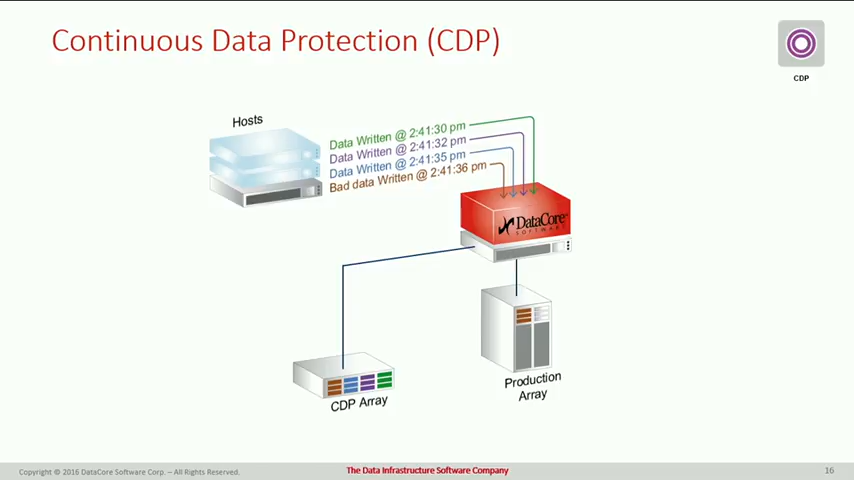 Continuous Data Protection (CDP)
CDP
Hosts
Data Written @ 2:41:30 pm
Data Written @ 2:41:32 pm
Data Written @ 2:41:35 pm
Bad data Written @ 2:41:36 pm
DataCore
SOFTWARE
CDP Array
Production
Array
Copyright © 2016 DataCore Software Corp. – All Rights Reserved.
The Data Infrastructure Software Company
16